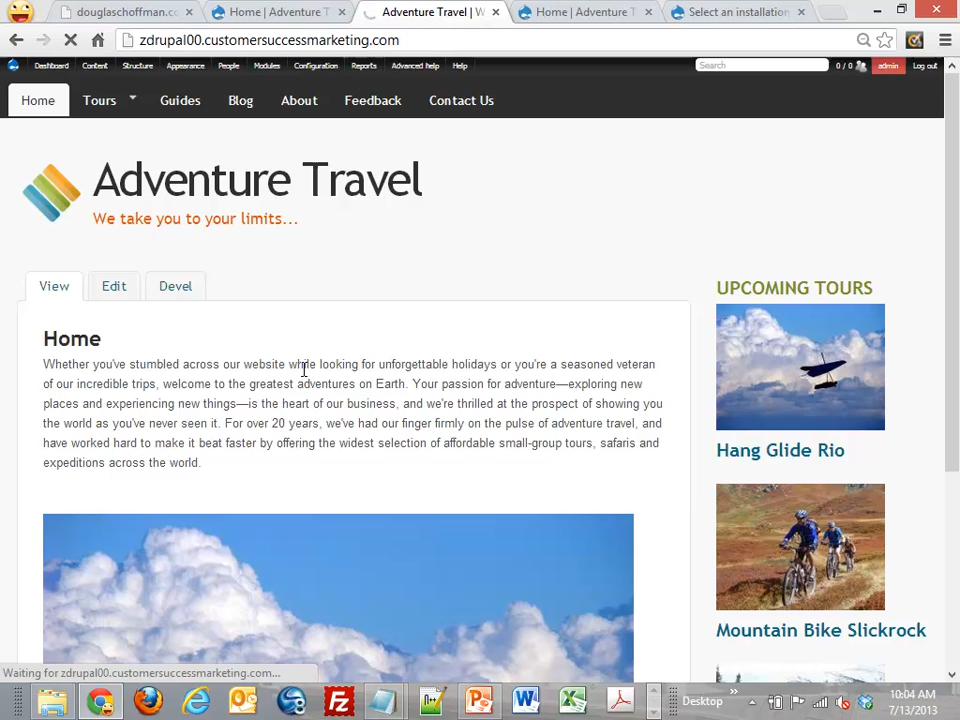 douglaschoffman.cc
Home | Adventure T
Adventure Travel | W
Home | Adventure T
Select an installation
zdrupal00.customersuccessmarketing.com
Dashboard Content Structure Appearance People Modules Configuration Reports Advanced help Help
Search
0 / 0
admin
Log out
Home Tours Guides Blog About Feedback Contact Us
Adventure Travel
We take you to your limits...
View Edit Devel
Home
Whether you've stumbled across our website while looking for unforgettable holidays or you're a seasoned veteran
of our incredible trips, welcome to the greatest adventures on Earth. Your passion for adventure—exploring new
places and experiencing new things—is the heart of our business, and we're thrilled at the prospect of showing you
the world as you've never seen it. For over 20 years, we've had our finger firmly on the pulse of adventure travel, and
have worked hard to make it beat faster by offering the widest selection of affordable small-group tours, safaris and
expeditions across the world.
UPCOMING TOURS
Hang Glide Rio
Mountain Bike Slickrock
Waiting for zdrupal00.customersuccessmarketing.com...
Desktop
10:04 AM
7/13/2013